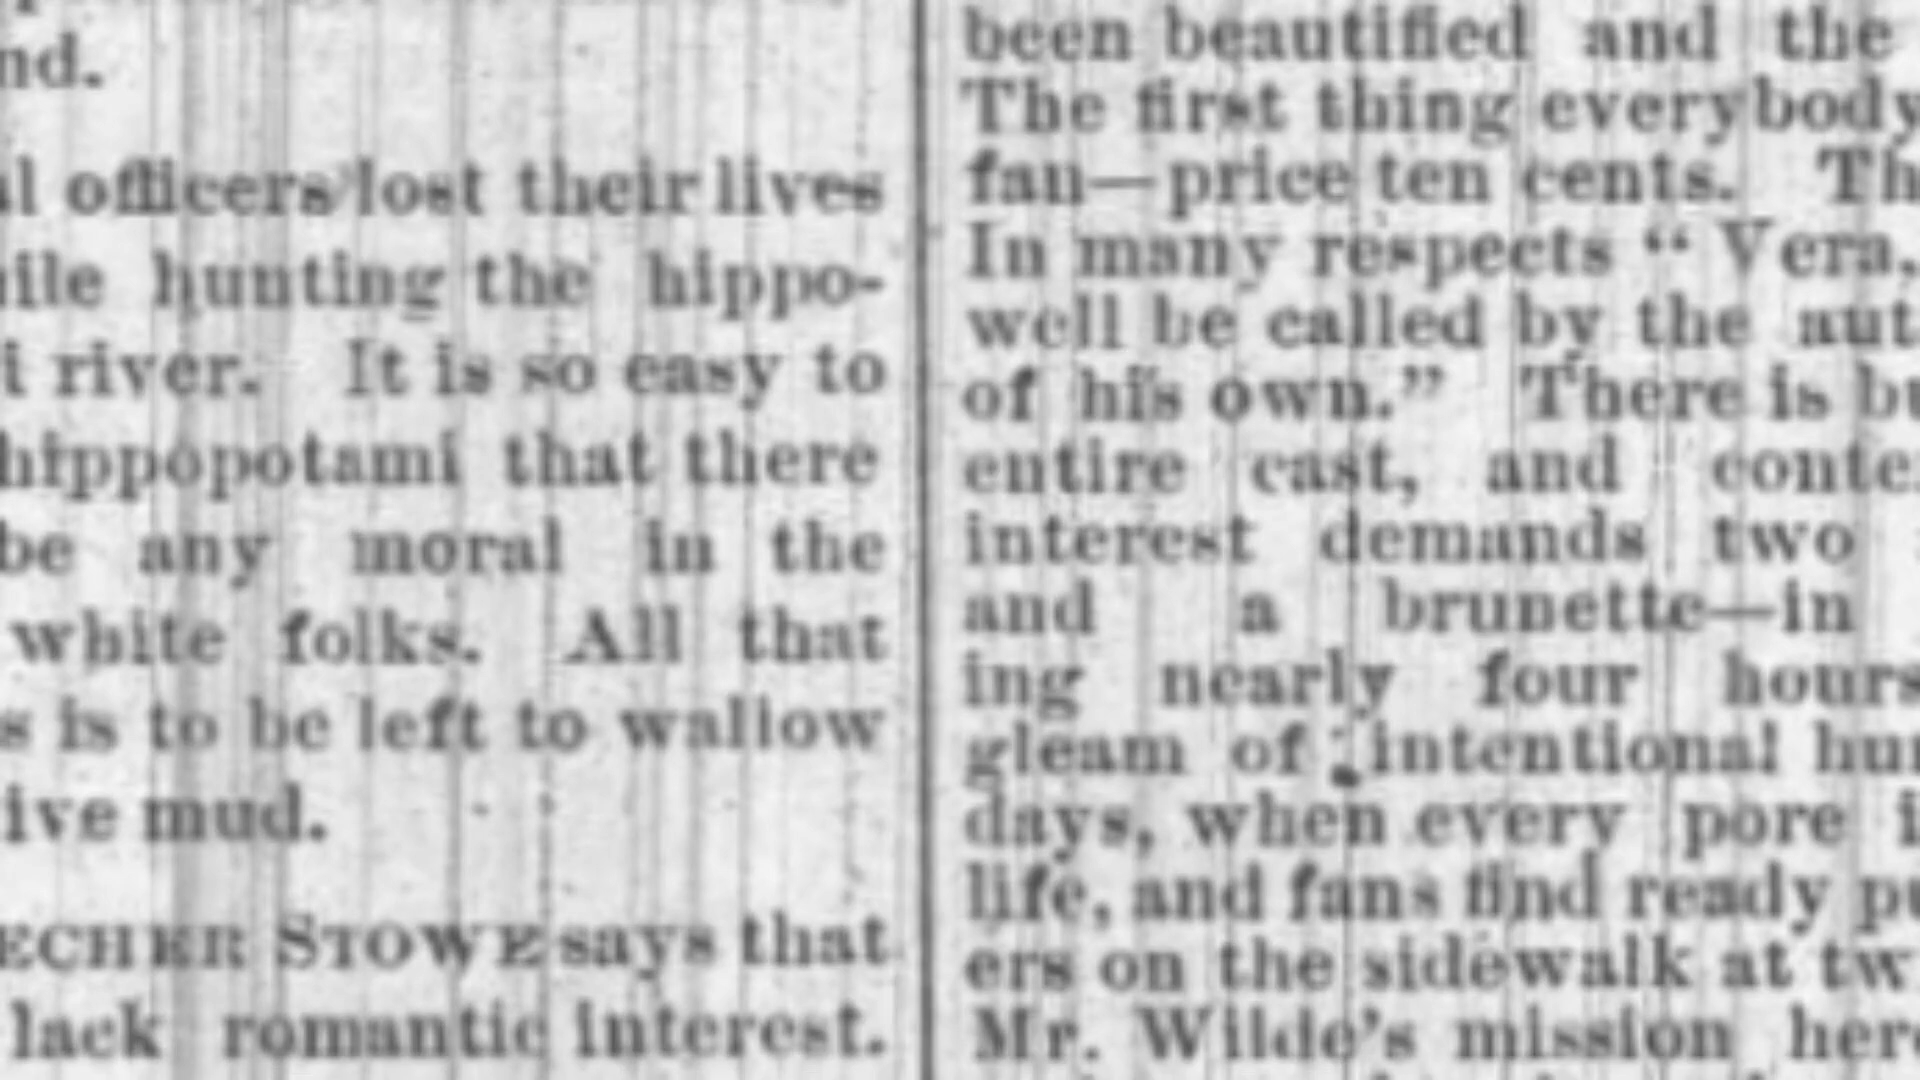 nd.
officers lost their lives
hunting the hippo-
river. It is so easy to
hippopotami that there
be any moral in the
white folks. All that
s is to be left to wallow
ive mud.
ECHER STOWE says that
lack romantic interest.
been beautified and the
The first thing everybody
fan—price ten cents. Th
In many respects “ Vera,
well be called by the aut
of his own.” There is bu
entire cast, and conte
interest demands two
and a brunette—in
ing nearly four hours
gleam of intentional hu
days, when every pore i
life, and fans find ready pu
ers on the sidewalk at tw
Mr. Wilde’s mission here